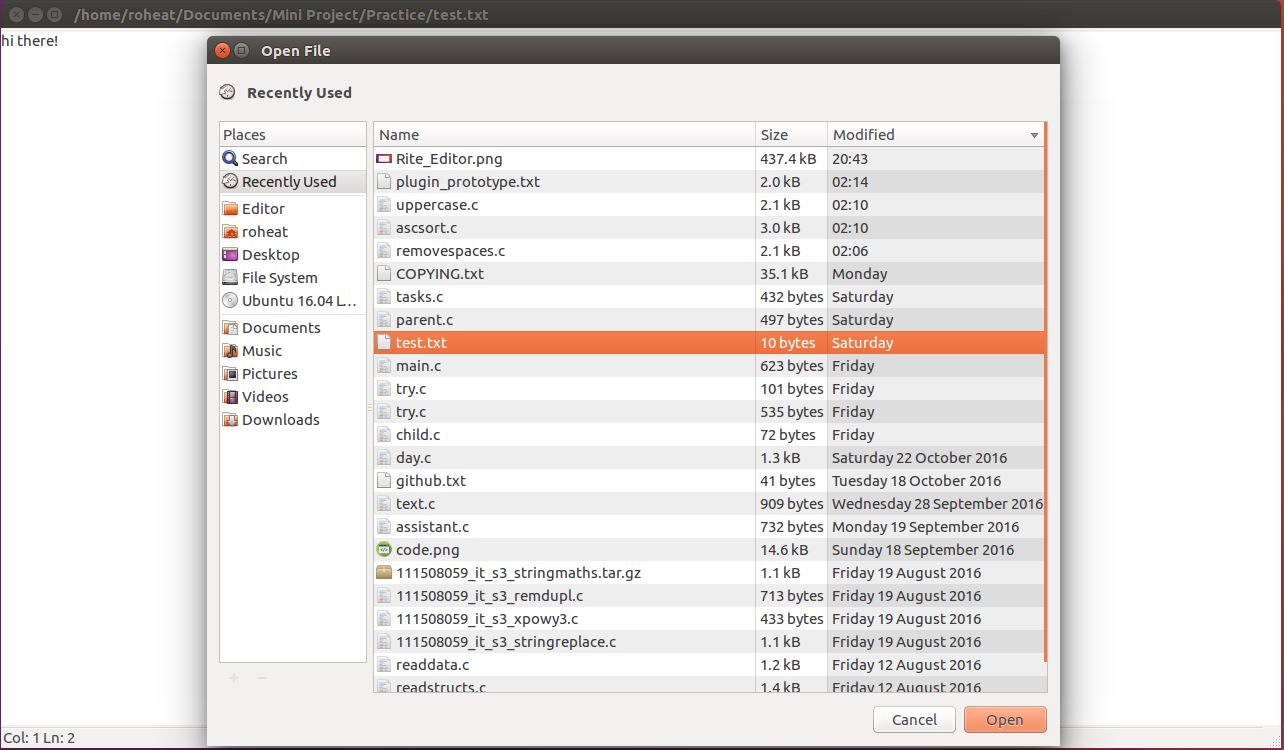 /home/roheat/Documents/Mini Project/Practice/test.txt
hi there!
Open File
Recently Used
Places
Search
Recently Used
Editor
roheat
Desktop
File System
Ubuntu 16.04 L...
Documents
Music
Pictures
Videos
Downloads
Name Size Modified
Rite_Editor.png 437.4 kB 20:43
plugin_prototype.txt 2.0 kB 02:14
uppercase.c 2.1 kB 02:10
ascsort.c 3.0 kB 02:10
removespaces.c 2.1 kB 02:06
COPYING.txt 35.1 kB Monday
tasks.c 432 bytes Saturday
parent.c 497 bytes Saturday
test.txt 10 bytes Saturday
main.c 623 bytes Friday
try.c 101 bytes Friday
try.c 535 bytes Friday
child.c 72 bytes Friday
day.c 1.3 kB Saturday 22 October 2016
github.txt 41 bytes Tuesday 18 October 2016
text.c 909 bytes Wednesday 28 September 2016
assistant.c 732 bytes Monday 19 September 2016
code.png 14.6 kB Sunday 18 September 2016
111508059_it_s3_stringmaths.tar.gz 1.1 kB Friday 19 August 2016
111508059_it_s3_remdupl.c 713 bytes Friday 19 August 2016
111508059_it_s3_xpowy3.c 433 bytes Friday 19 August 2016
111508059_it_s3_stringreplace.c 1.1 kB Friday 19 August 2016
readdata.c 1.2 kB Friday 12 August 2016
readstructs.c 1.4 kB Friday 12 August 2016
Cancel Open
Col: 1 Ln: 2